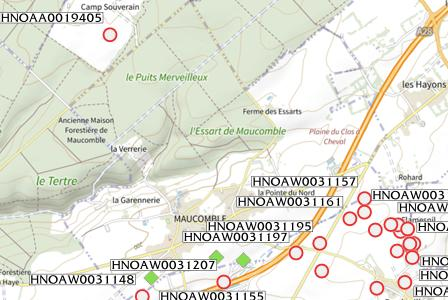 Camp Souverain
HNOAA0019405
A28
le Puits Merveilleux
les Hayons
Ferme des Essarts
Ancienne Maison
Forestière de
Maucomble
l'Essart de Maucomble
Plaine du Clos à
Cheval
la Verrerie
le Tertre
Rohard
HNOAW0031157
la Pointe du Nord
la Garennerie
HNOAW0031161
HNOAW003
MAUCOMBLE
HNOAW0031195
HNOAW0031197
Forestière
HNOAW0031207
Haye
HNOAW0031148
HNOAW0031155